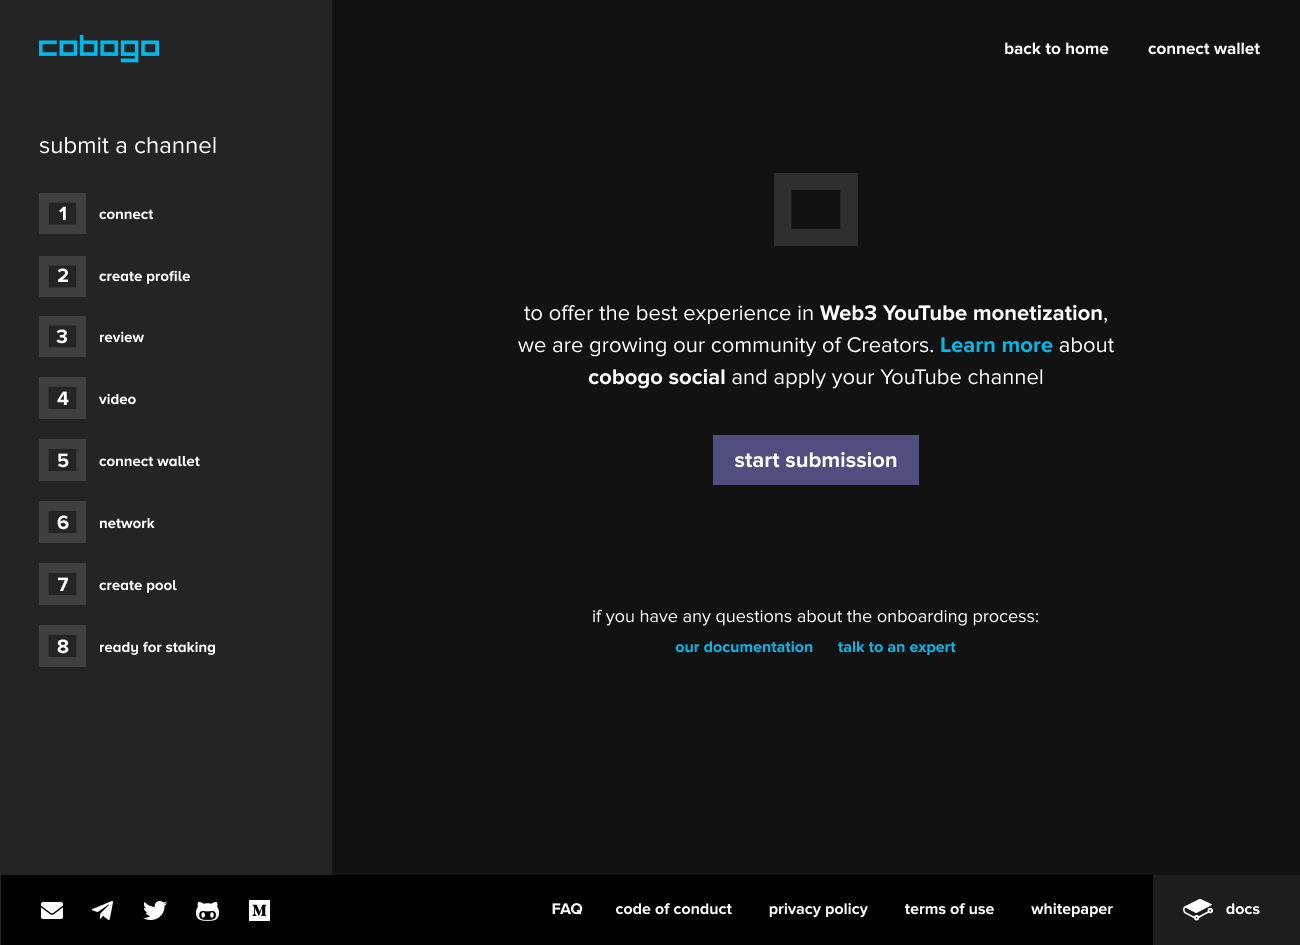 cobogo
back to home
connect wallet
submit a channel
1 connect
2 create profile
3 review
4 video
5 connect wallet
6 network
7 create pool
8 ready for staking
to offer the best experience in Web3 YouTube monetization,
we are growing our community of Creators. Learn more about
cobogo social and apply your YouTube channel
start submission
if you have any questions about the onboarding process:
our documentation talk to an expert
M
FAQ code of conduct privacy policy terms of use whitepaper
docs